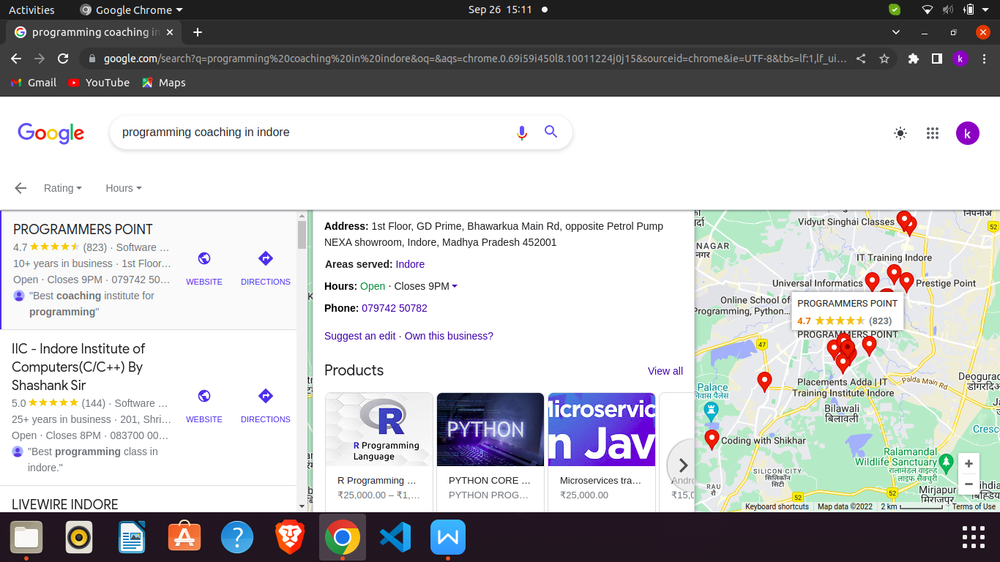 Activities
Google Chrome
Sep 26 15:11
programming coaching in
google.com/search?q=programming%20coaching%20in%20indore&oq=&aqs=chrome.0.69i59i450l8.10011224j0j15&sourceid=chrome&ie=UTF-8&tbs=lf:1,lf_ui…
k
Gmail
YouTube
Maps
Google
programming coaching in indore
k
Rating
Hours
PROGRAMMERS POINT
4.7 (823) · Software ...
10+ years in business · 1st Floor...
Open · Closes 9PM · 079742 50...
"Best coaching institute for
programming"
WEBSITE
DIRECTIONS
IIC - Indore Institute of
Computers(C/C++) By
Shashank Sir
5.0 (144) · Software ...
25+ years in business · 201, Shri...
Open · Closes 8PM · 083700 00...
"Best programming class in
indore."
WEBSITE
DIRECTIONS
LIVEWIRE INDORE
Address: 1st Floor, GD Prime, Bhawarkua Main Rd, opposite Petrol Pump
NEXA showroom, Indore, Madhya Pradesh 452001
Areas served: Indore
Hours: Open · Closes 9PM
Phone: 079742 50782
Suggest an edit · Own this business?
Products
View all
R Programming
Language
PYTHON
Microservic
n Jav
R Programming ...
₹25,000.00 – ₹1,...
PYTHON CORE ...
PYTHON PROG...
Microservices tra...
₹25,000.00
Andro
₹15,0
Vidyut Singhai Classes
52
NAGAR
नगर
IT Training Indore
Universal Informatics
Prestige Point
Online School of
Programming, Python...
PROGRAMMERS POINT
4.7 (823)
PROGRAMMERS POINT
47
Palace
निवास पैलेस
Placements Adda | IT
Training Institute Indore
Palda Main Rd
Deogura
डोंगरदि
Bilawali
बिलावली
Cresc
Coding with Shikhar
Ralamandal
Wildlife Sanctuary
रालामंडल वाइल्ड
लाइफ सैंक्चुरी
SILICON CITY
सिलिकॉन
सिटी
RAU
राऊ
52
52
Mirjapur
मिराजपुर
Keyboard shortcuts
Map data ©2022
2 km
Terms of Use